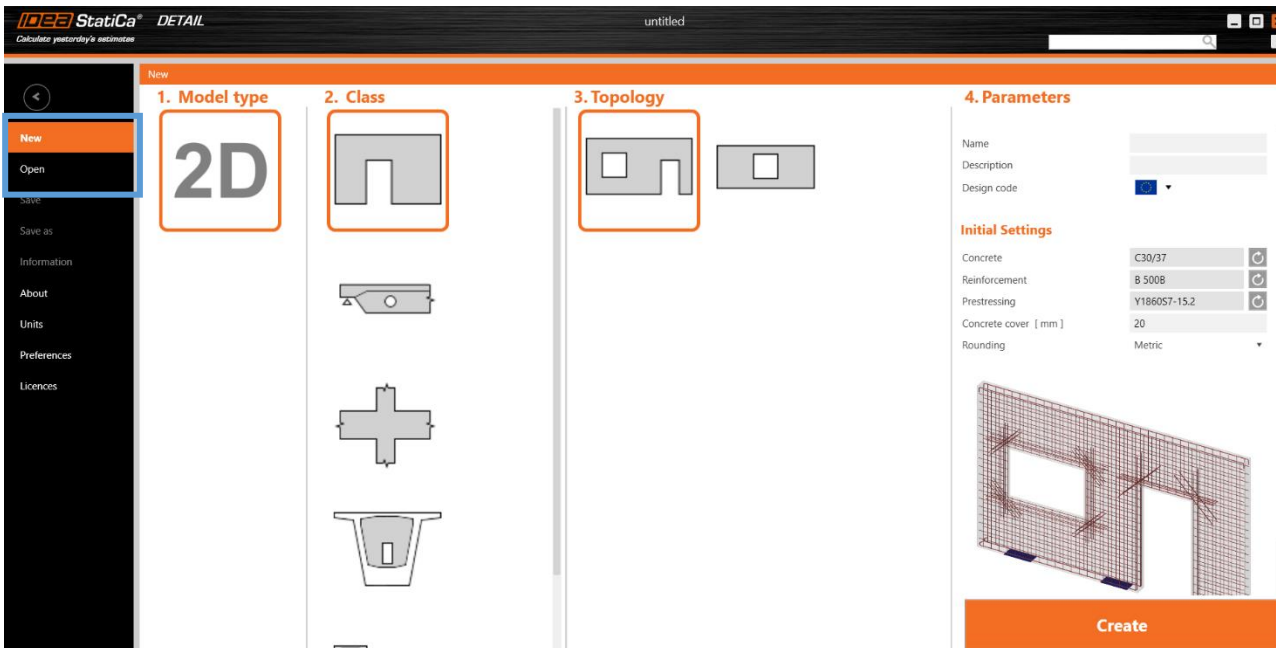 IDEA StatiCa® DETAIL
Calculate yesterday's estimates
untitled
New
Open
Save
Save as
Information
About
Units
Preferences
Licences
New
1. Model type
2D
2. Class
3. Topology
4. Parameters
Name
Description
Design code
Initial Settings
Concrete C30/37
Reinforcement B 500B
Prestressing Y1860S7-15.2
Concrete cover [ mm ] 20
Rounding Metric
Create